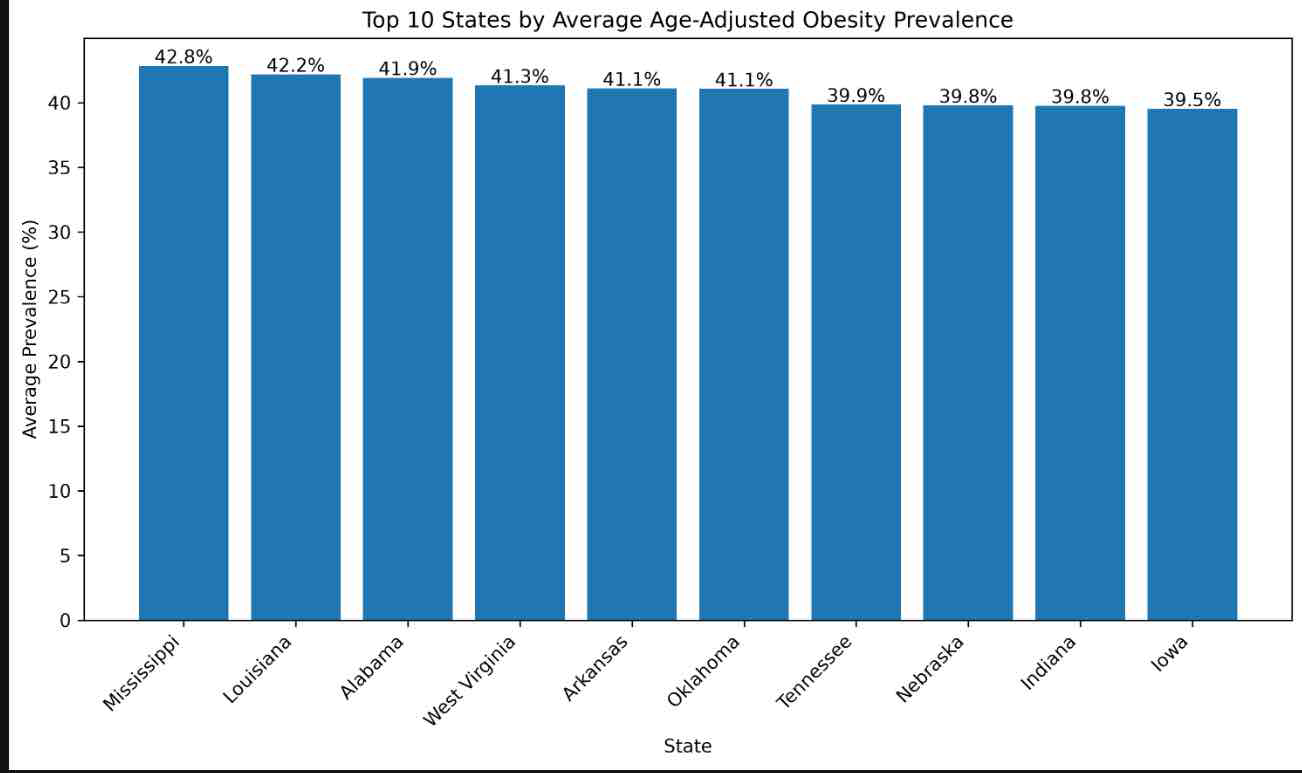 Top 10 States by Average Age-Adjusted Obesity Prevalence
42.8%
42.2%
41.9%
41.3%
41.1%
41.1%
39.9%
39.8%
39.8%
39.5%
Average Prevalence (%)
40
35
30
25
20
15
10
5
0
Mississippi
Louisiana
Alabama
West Virginia
Arkansas
Oklahoma
Tennessee
Nebraska
Indiana
Iowa
State